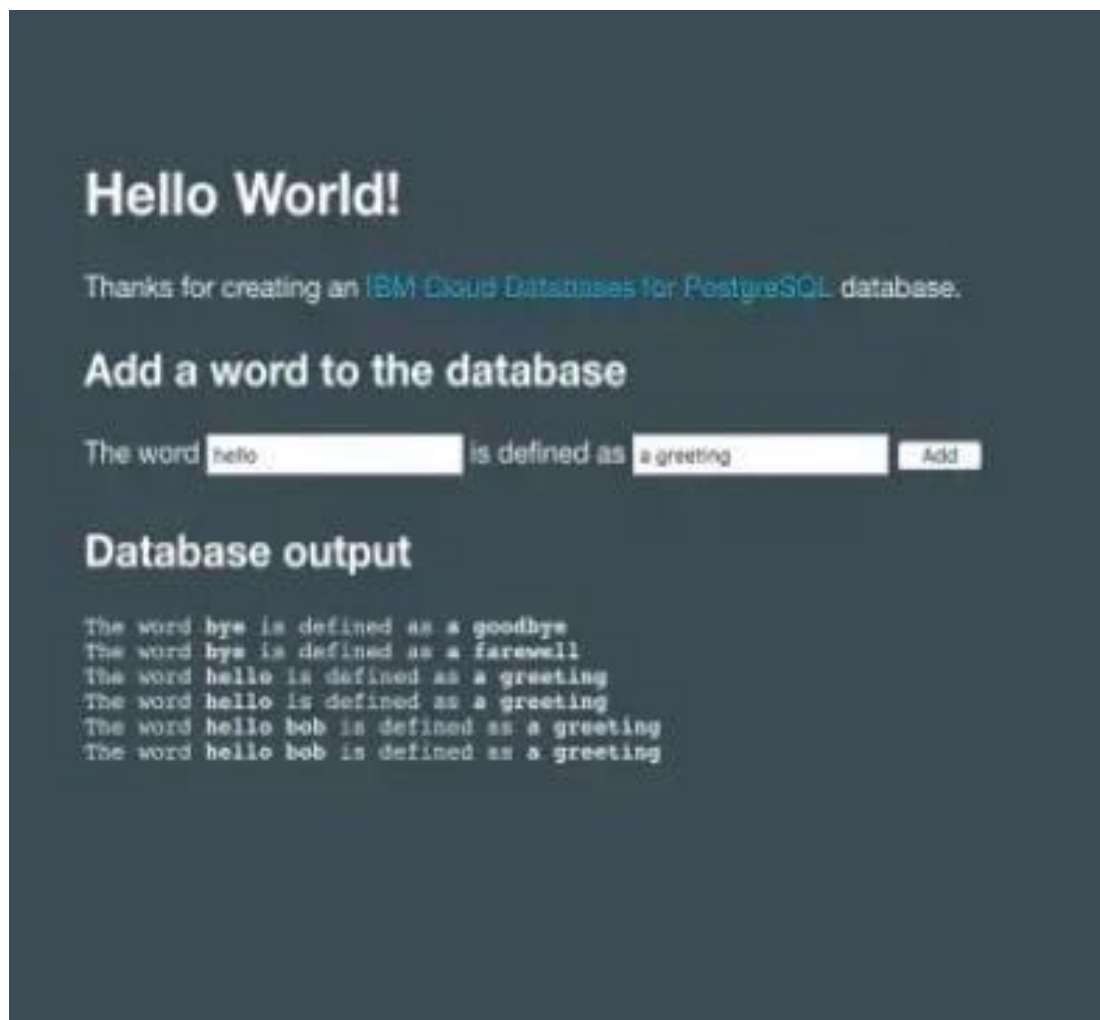 Hello World!
Thanks for creating an IBM Cloud Databases for PostgreSQL database.
Add a word to the database
The word hello is defined as a greeting Add
Database output
The word bye is defined as a goodbye
The word bye is defined as a farewell
The word hello is defined as a greeting
The word hello is defined as a greeting
The word hello bob is defined as a greeting
The word hello bob is defined as a greeting